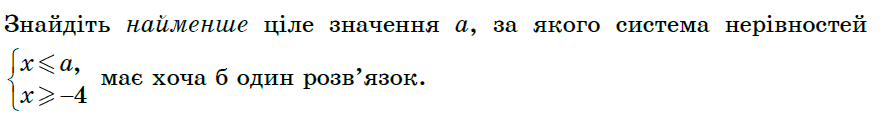 Знайдіть найменше ціле значення a, за якого система нерівностей
{x ⩽ a,
x ⩾ –4 має хоча б один розв’язок.